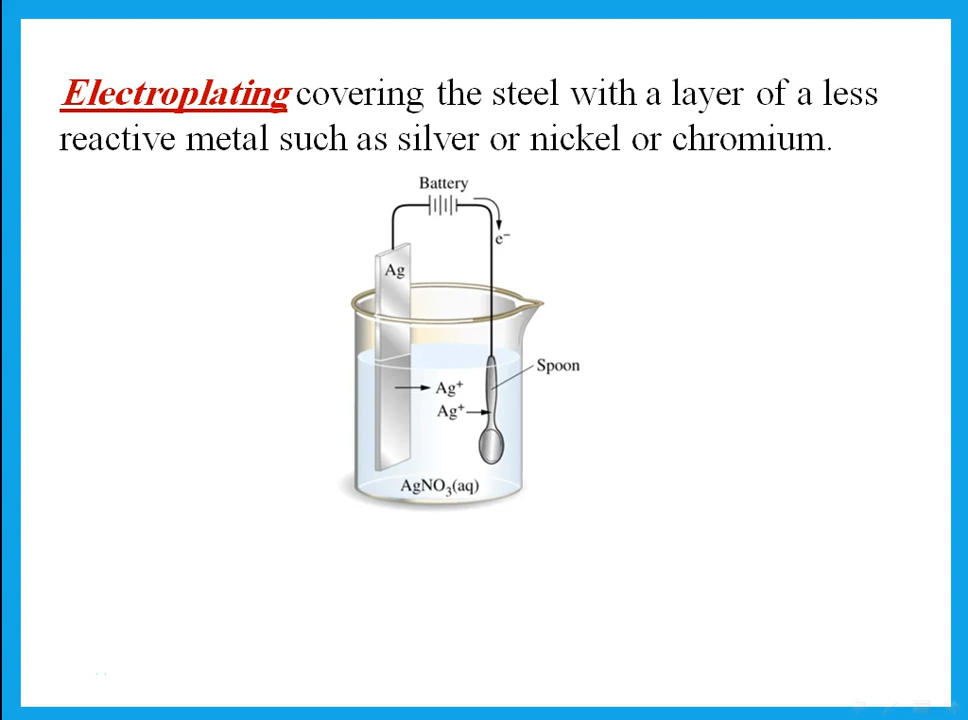 Electroplating covering the steel with a layer of a less
reactive metal such as silver or nickel or chromium.
Battery
e⁻
Ag
Spoon
Ag⁺
Ag⁺
AgNO₃(aq)